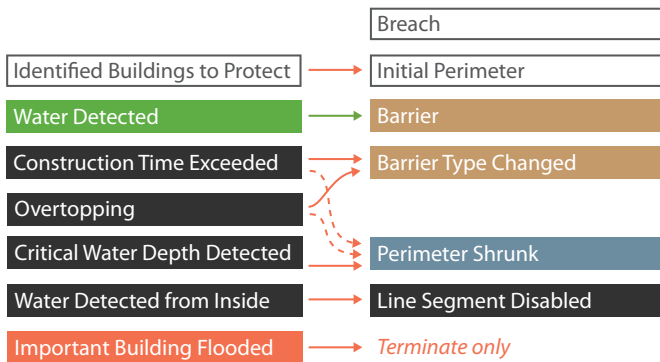 Breach
Identified Buildings to Protect
Initial Perimeter
Water Detected
Barrier
Construction Time Exceeded
Barrier Type Changed
Overtopping
Critical Water Depth Detected
Perimeter Shrunk
Water Detected from Inside
Line Segment Disabled
Important Building Flooded
Terminate only